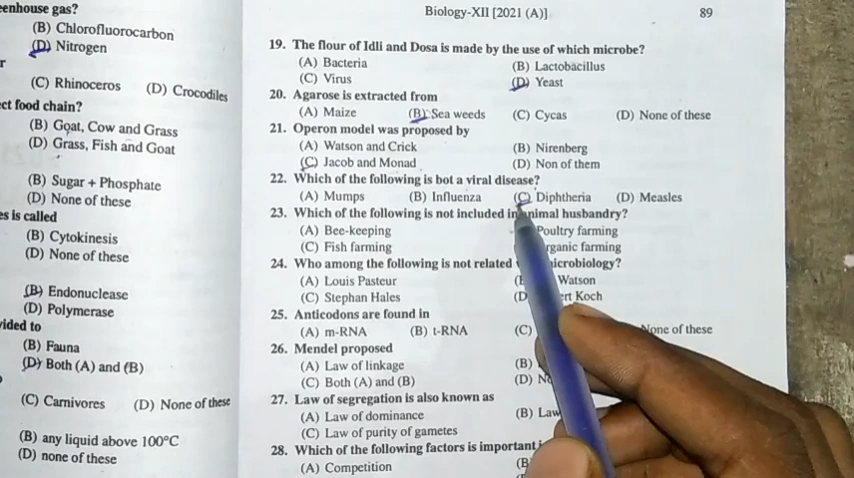 eenhouse gas?
(B) Chlorofluorocarbon
(D) Nitrogen
r
(C) Rhinoceros (D) Crocodiles
ct food chain?
(B) Goat, Cow and Grass
(D) Grass, Fish and Goat
(B) Sugar + Phosphate
(D) None of these
es is called
(B) Cytokinesis
(D) None of these
(B) Endonuclease
(D) Polymerase
vided to
(B) Fauna
(D) Both (A) and (B)
(C) Carnivores (D) None of these
(B) any liquid above 100°C
(D) none of these
Biology-XII [2021 (A)] 89
19. The flour of Idli and Dosa is made by the use of which microbe?
(A) Bacteria (B) Lactobacillus
(C) Virus (D) Yeast
20. Agarose is extracted from
(A) Maize (B) Sea weeds (C) Cycas (D) None of these
21. Operon model was proposed by
(A) Watson and Crick (B) Nirenberg
(C) Jacob and Monad (D) Non of them
22. Which of the following is bot a viral disease?
(A) Mumps (B) Influenza (C) Diphtheria (D) Measles
23. Which of the following is not included in animal husbandry?
(A) Bee-keeping Poultry farming
(C) Fish farming rganic farming
24. Who among the following is not related icrobiology?
(A) Louis Pasteur Watson
(C) Stephan Hales (D rt Koch
25. Anticodons are found in
(A) m-RNA (B) t-RNA (C) None of these
26. Mendel proposed
(A) Law of linkage (B)
(C) Both (A) and (B) (D) N
27. Law of segregation is also known as
(A) Law of dominance (B) Law
(C) Law of purity of gametes
28. Which of the following factors is important
(A) Competition (B